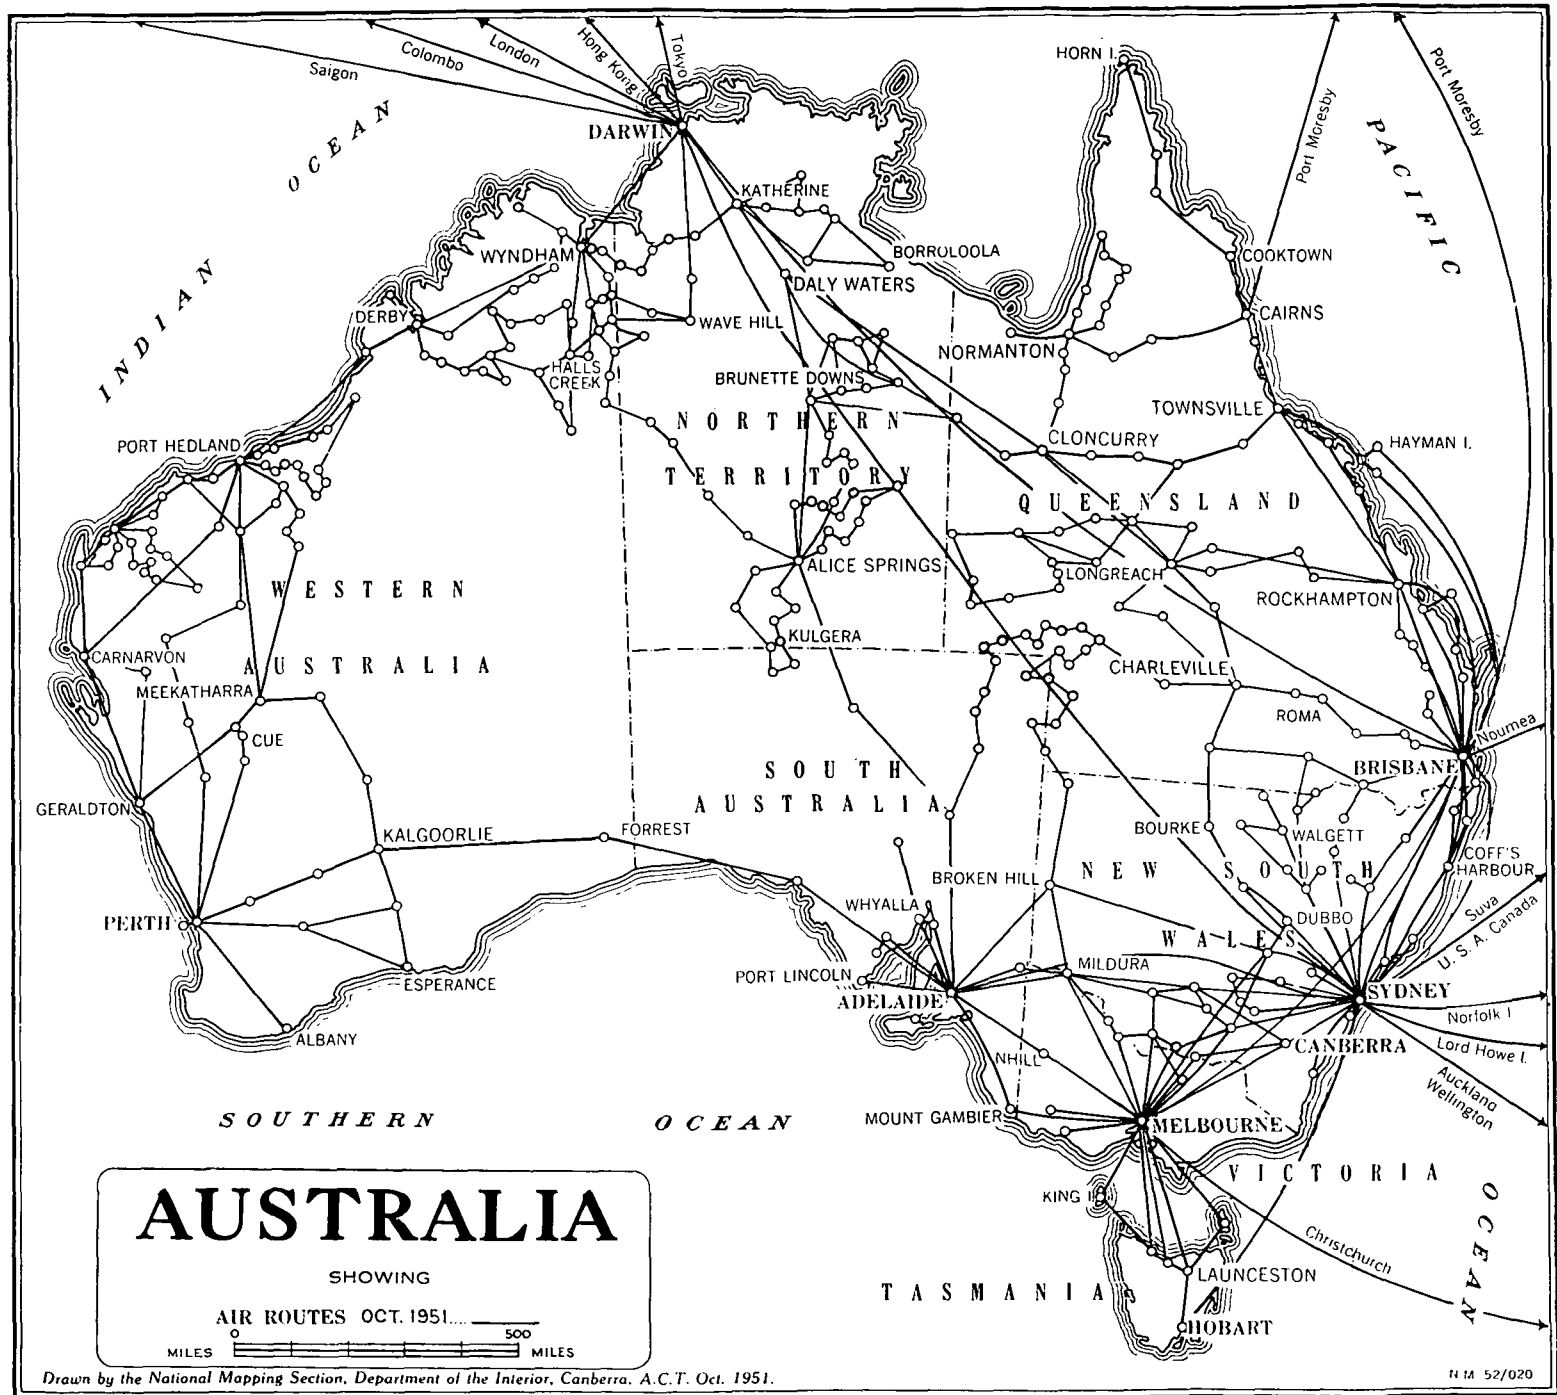 Saigon
Colombo
London
Hong Kong
Tokyo
HORN I.
Port Moresby
Port Moresby
INDIAN OCEAN
PACIFIC OCEAN
DARWIN
KATHERINE
WYNDHAM
BORROLOOLA
COOKTOWN
DALY WATERS
DERBY
WAVE HILL
CAIRNS
NORMANTON
HALLS
CREEK
BRUNETTE DOWNS
TOWNSVILLE
NORTHERN
TERRITORY
PORT HEDLAND
CLONCURRY
HAYMAN I.
QUEENSLAND
ALICE SPRINGS
LONGREACH
ROCKHAMPTON
WESTERN
AUSTRALIA
KULGERA
CARNARVON
MEEKATHARRA
CHARLEVILLE
ROMA
CUE
Noumea
BRISBANE
SOUTH
AUSTRALIA
GERALDTON
KALGOORLIE
FORREST
BOURKE
WALGETT
COFF'S
HARBOUR
BROKEN HILL
NEW SOUTH
WALES
WHYALLA
DUBBO
Suva
U. S. A. Canada
PERTH
PORT LINCOLN
MILDURA
ESPERANCE
ADELAIDE
SYDNEY
Norfolk I
ALBANY
NHILL
CANBERRA
Lord Howe I.
Auckland
Wellington
SOUTHERN OCEAN
MOUNT GAMBIER
MELBOURNE
VICTORIA
KING I
Christchurch
LAUNCESTON
TASMANIA
HOBART
AUSTRALIA
SHOWING
AIR ROUTES OCT. 1951....
0 500
MILES MILES
Drawn by the National Mapping Section, Department of the Interior, Canberra. A.C.T. Oct. 1951.
N M 52/020